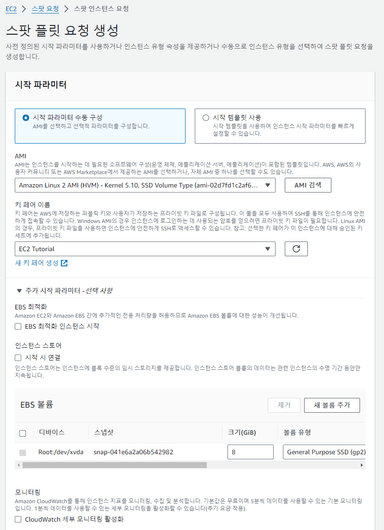 EC2 > 스팟 요청 > 스팟 인스턴스 요청
스팟 플릿 요청 생성
사전 정의된 시작 파라미터를 사용하거나 인스턴스 유형 속성을 제공하거나 수동으로 인스턴스 유형을 선택하여 스팟 플릿 요청을
생성합니다.
시작 파라미터
시작 파라미터 수동 구성
AMI를 선택하고 선택적 파라미터를 구성합니다.
시작 템플릿 사용
시작 템플릿을 사용하여 인스턴스 시작 파라미터를 빠르게
설정할 수 있습니다.
AMI
AMI는 인스턴스를 시작하는 데 필요한 소프트웨어 구성(운영 체제, 애플리케이션 서버, 애플리케이션)이 포함된 템플릿입니다. AWS, AWS의 사
용자 커뮤니티 또는 AWS Marketplace에서 제공하는 AMI를 선택하거나, 자체 AMI 중 하나를 선택할 수도 있습니다.
Amazon Linux 2 AMI (HVM) - Kernel 5.10, SSD Volume Type (ami-02d7fd1c2af6...
AMI 검색
키 페어 이름
키 페어는 AWS에 저장하는 퍼블릭 키와 사용자가 저장하는 프라이빗 키 파일로 구성됩니다. 이 둘을 모두 사용하여 SSH를 통해 인스턴스에 안전
하게 접속할 수 있습니다. Windows AMI의 경우 인스턴스에 로그인하는 데 사용되는 암호를 얻으려면 프라이빗 키 파일이 필요합니다. Linux AMI
의 경우, 프라이빗 키 파일을 사용하면 인스턴스에 안전하게 SSH로 액세스할 수 있습니다. 참고: 선택한 키 페어가 이 인스턴스에 대해 승인된 키
세트에 추가됩니다.
EC2 Tutorial
새 키 페어 생성
추가 시작 파라미터 - 선택 사항
EBS 최적화
Amazon EC2와 Amazon EBS 간에 추가적인 전용 처리량을 허용하므로 Amazon EBS 볼륨에 대한 성능이 개선됩니다.
EBS 최적화 인스턴스 시작
인스턴스 스토어
시작 시 연결
인스턴스 스토어는 인스턴스에 블록 수준의 임시 스토리지를 제공합니다. 인스턴스 스토어 볼륨의 데이터는 관련 인스턴스의 수명 기간 동안만
지속됩니다.
EBS 볼륨
제거
새 볼륨 추가
디바이스 스냅샷 크기(GiB) 볼륨 유형
Root:/dev/xvda snap-041e6a2a06b542982 8 General Purpose SSD (gp2)
모니터링
Amazon CloudWatch를 통해 인스턴스 지표를 모니터링, 수집 및 분석합니다. 기본값은 무료이며 5분씩 데이터를 사용할 수 있는 기본 모니터링
입니다. 1분씩 데이터를 사용할 수 있는 세부 모니터링을 활성화할 수 있습니다(추가 요금 적용).
CloudWatch 세부 모니터링 활성화